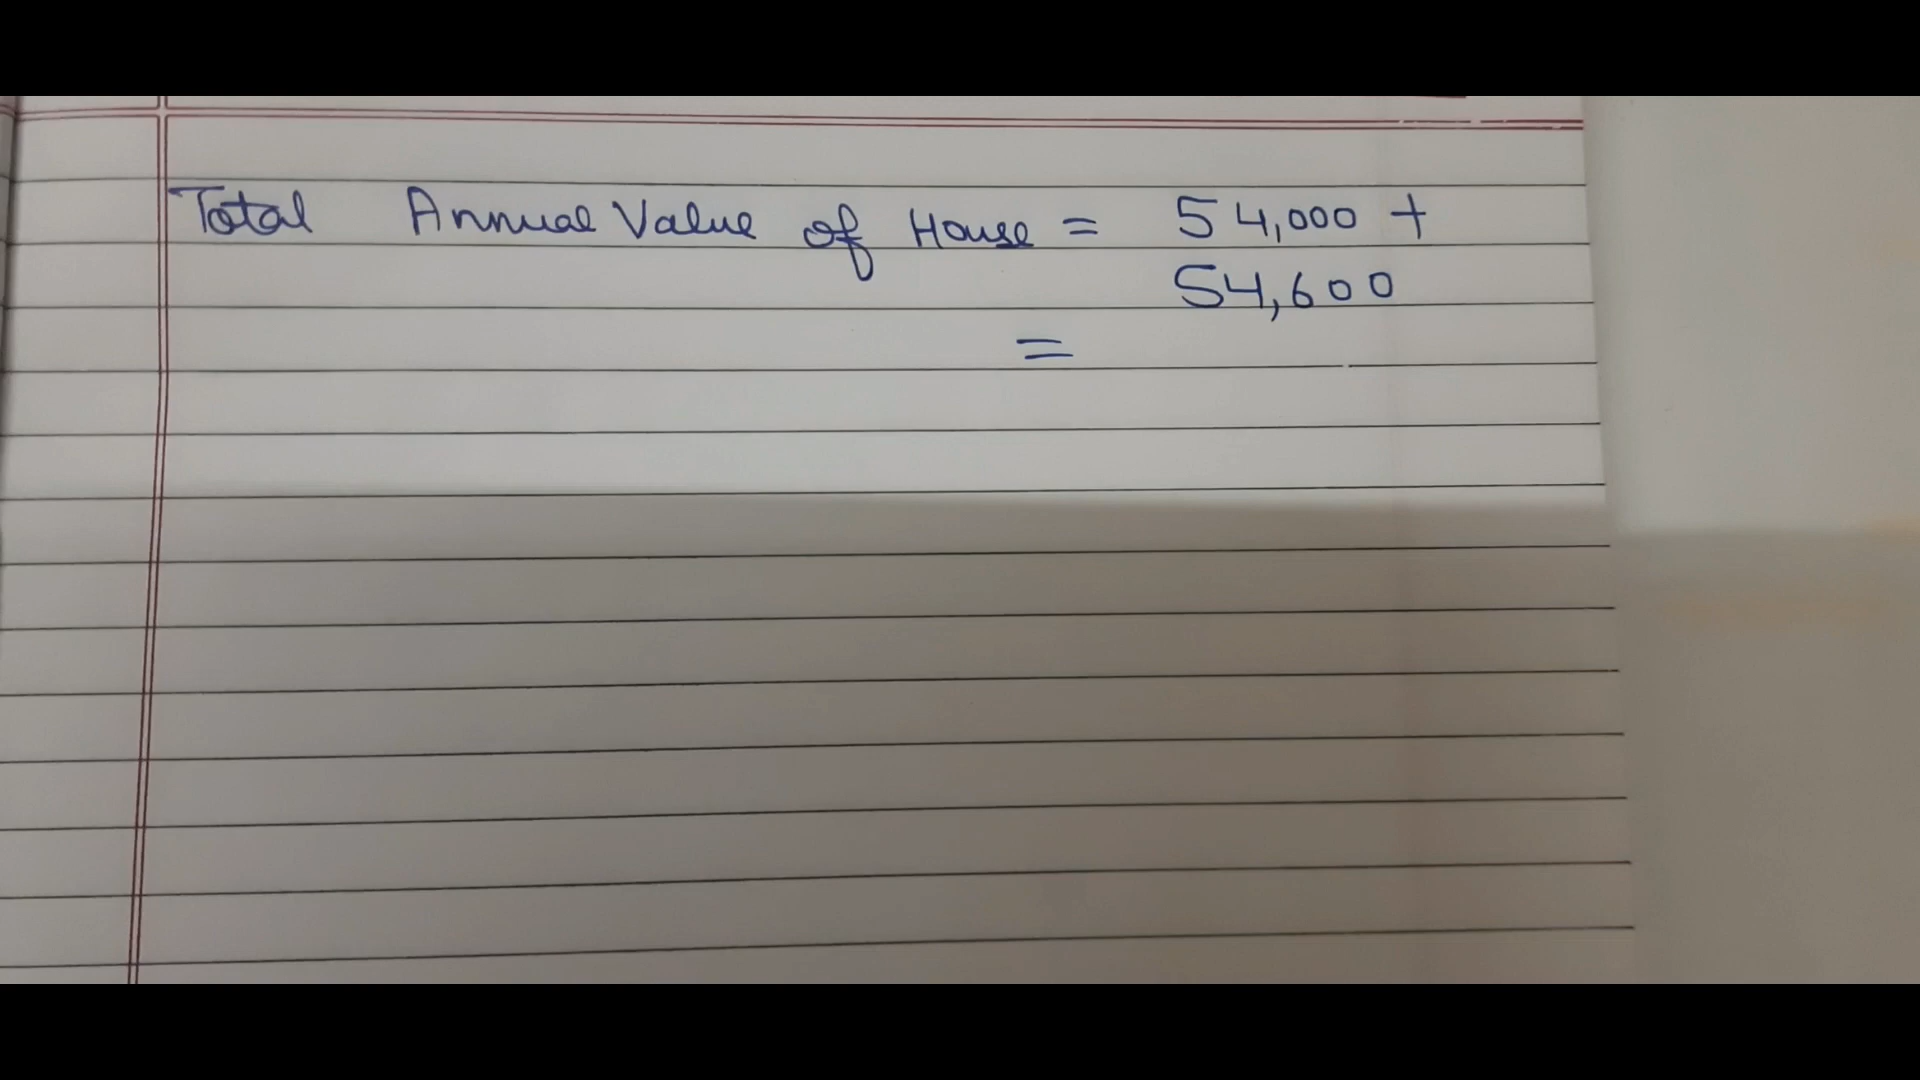 Total Annual Value of House = 54,000 +
54,600
=